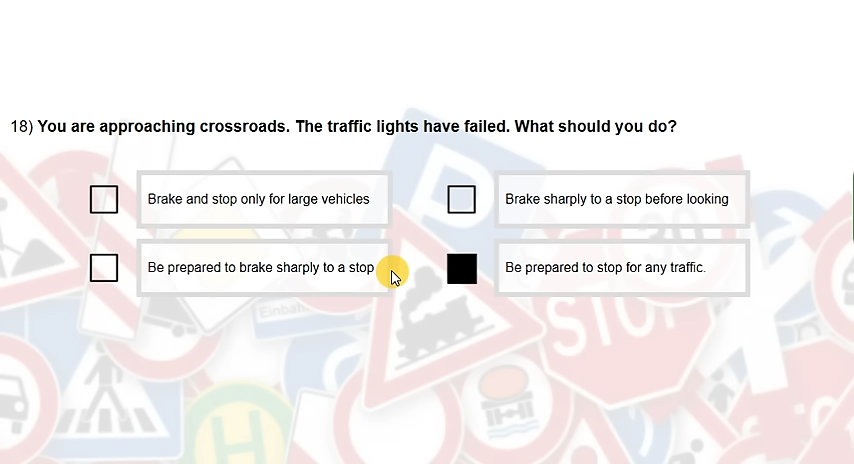 18) You are approaching crossroads. The traffic lights have failed. What should you do?
Brake and stop only for large vehicles
Brake sharply to a stop before looking
Be prepared to brake sharply to a stop
Be prepared to stop for any traffic.
P
30
Einbah
STOP
H